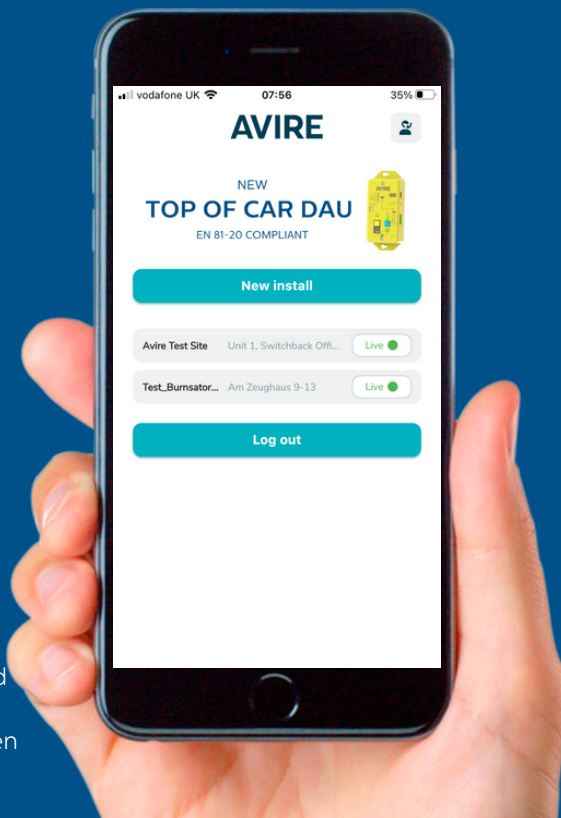 vodafone UK 07:56 35%
AVIRE
NEW
TOP OF CAR DAU
EN 81-20 COMPLIANT
New install
Avire Test Site Unit 1, Switchback Offi... Live
Test_Burnsator... Am Zeughaus 9-13 Live
Log out
d
en